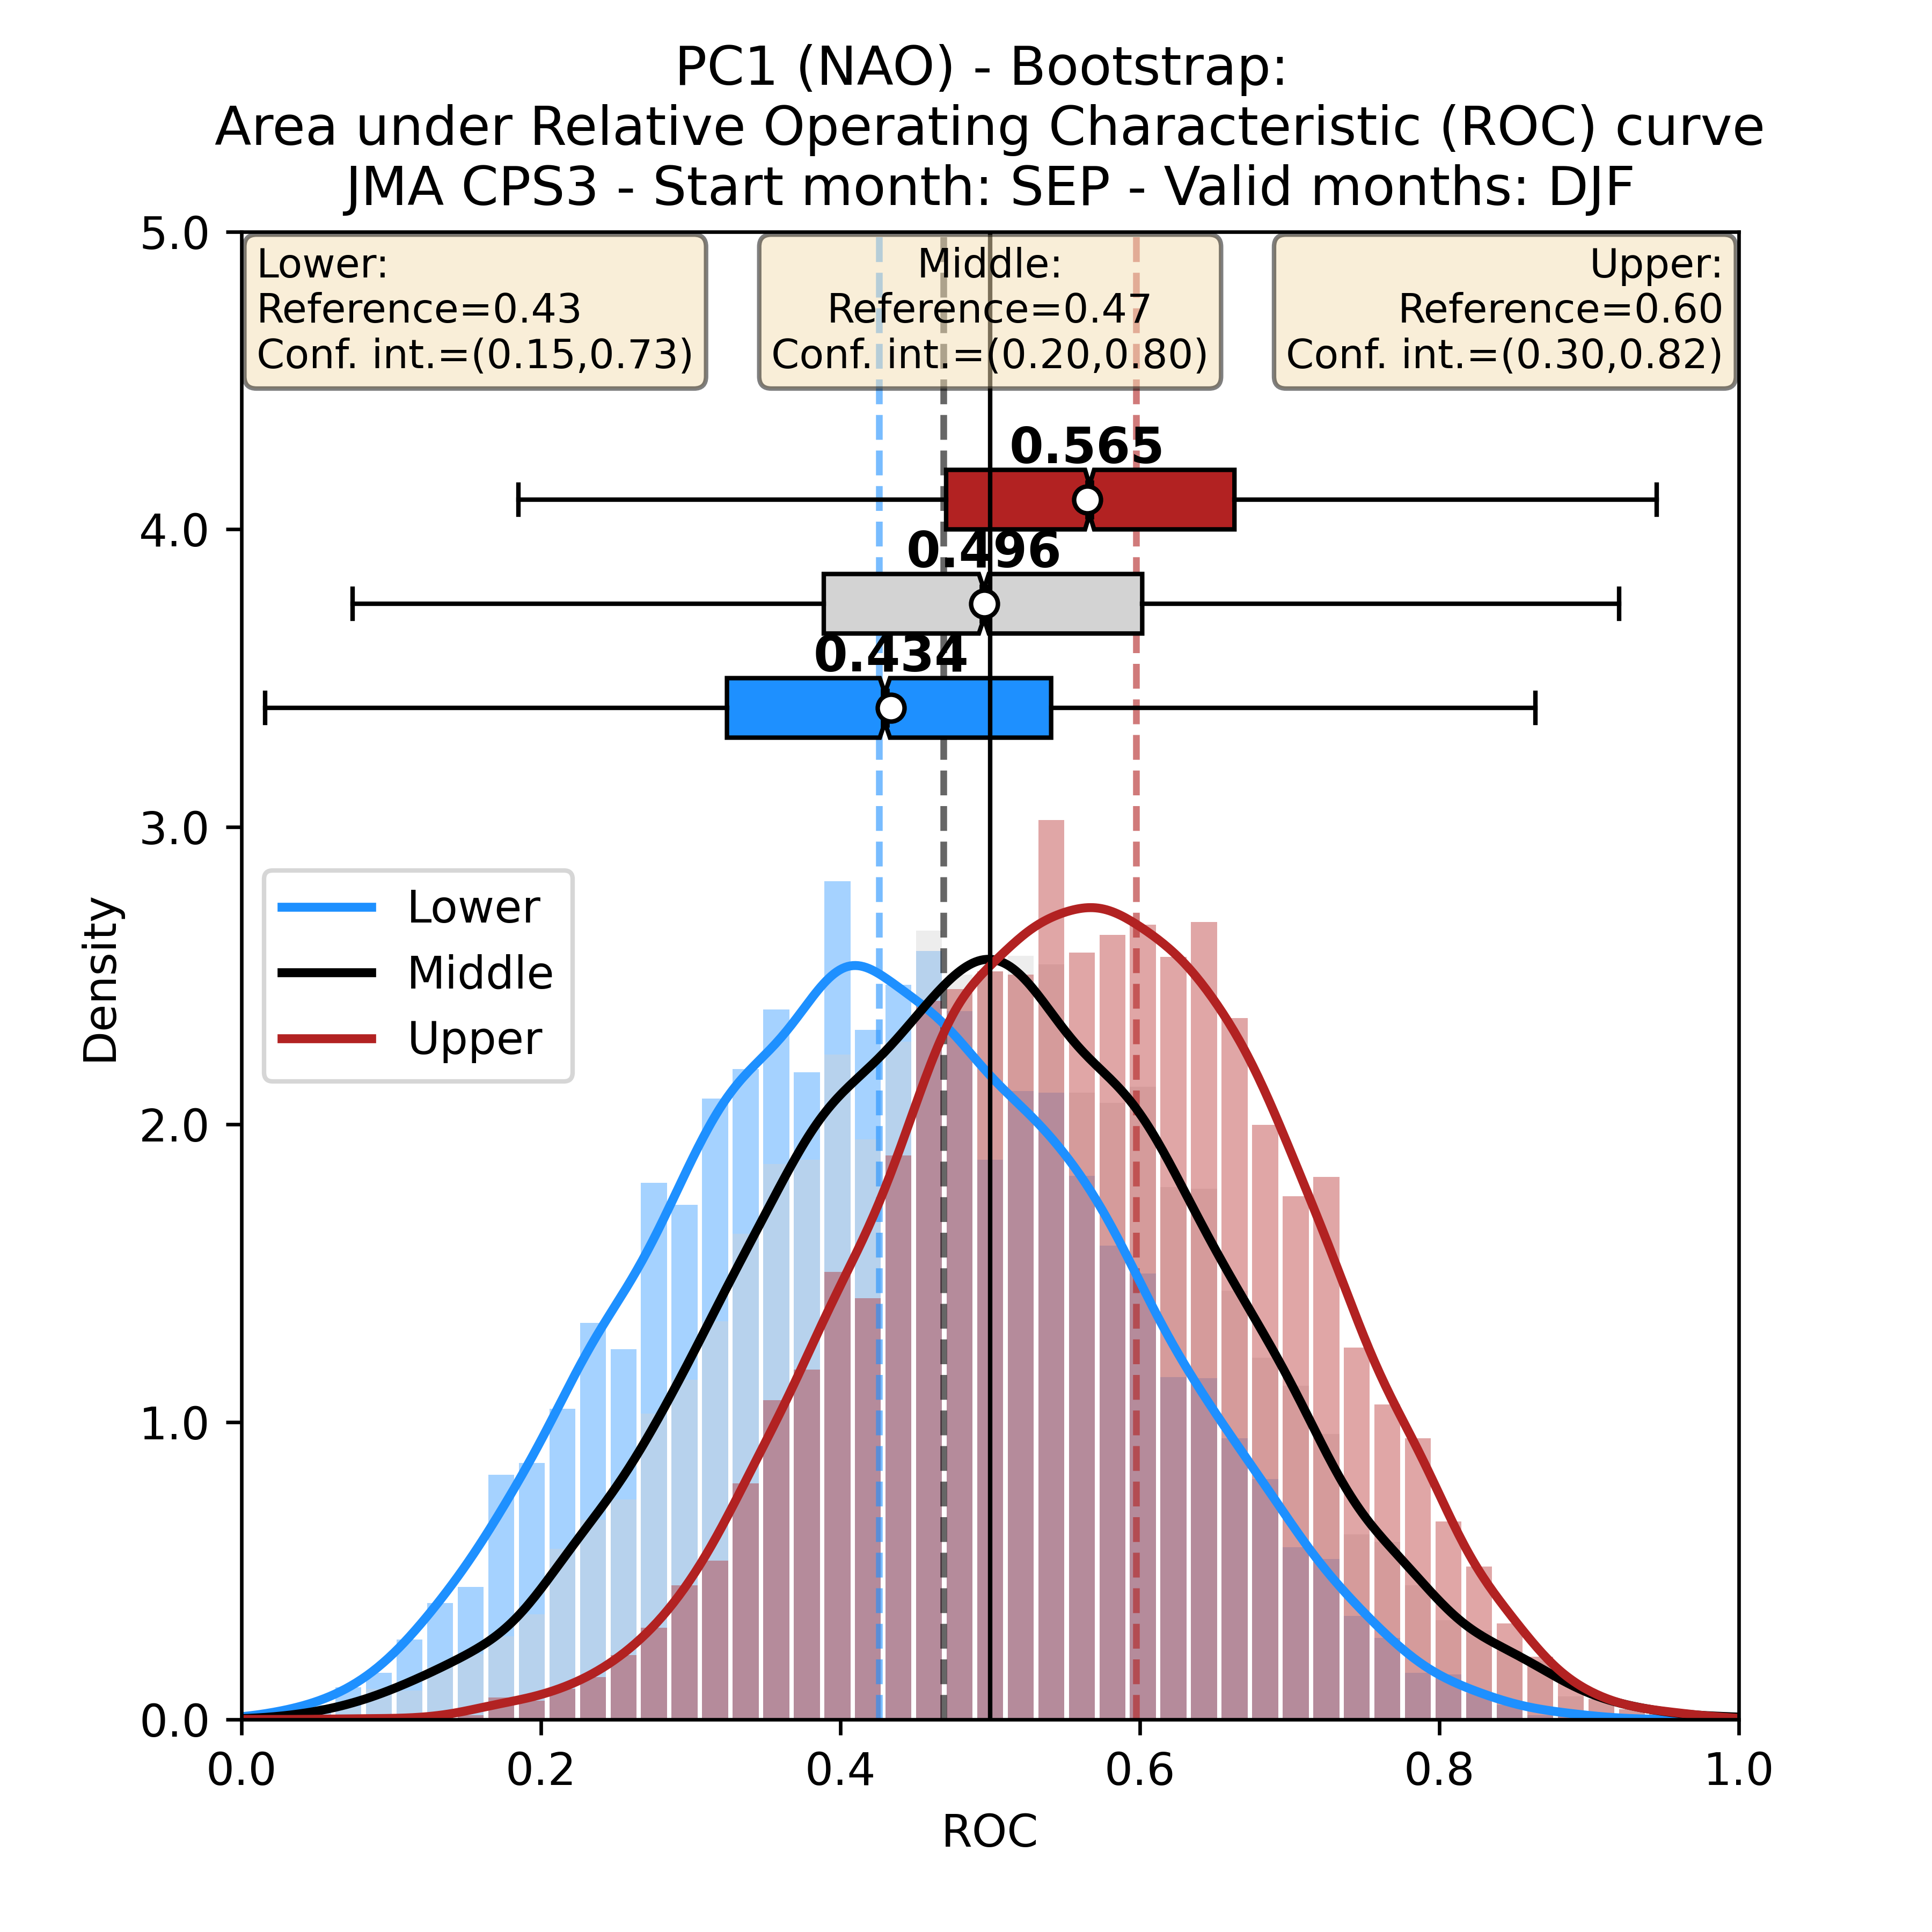 PC1 (NAO) - Bootstrap:
Area under Relative Operating Characteristic (ROC) curve
JMA CPS3 - Start month: SEP - Valid months: DJF
Lower:
Reference=0.43
Conf. int.=(0.15,0.73)
Middle:
Reference=0.47
Conf. int.=(0.20,0.80)
Upper:
Reference=0.60
Conf. int.=(0.30,0.82)
0.565
0.496
0.434
Lower
Middle
Upper
Density
5.0
4.0
3.0
2.0
1.0
0.0
0.0
0.2
0.4
0.6
0.8
1.0
ROC